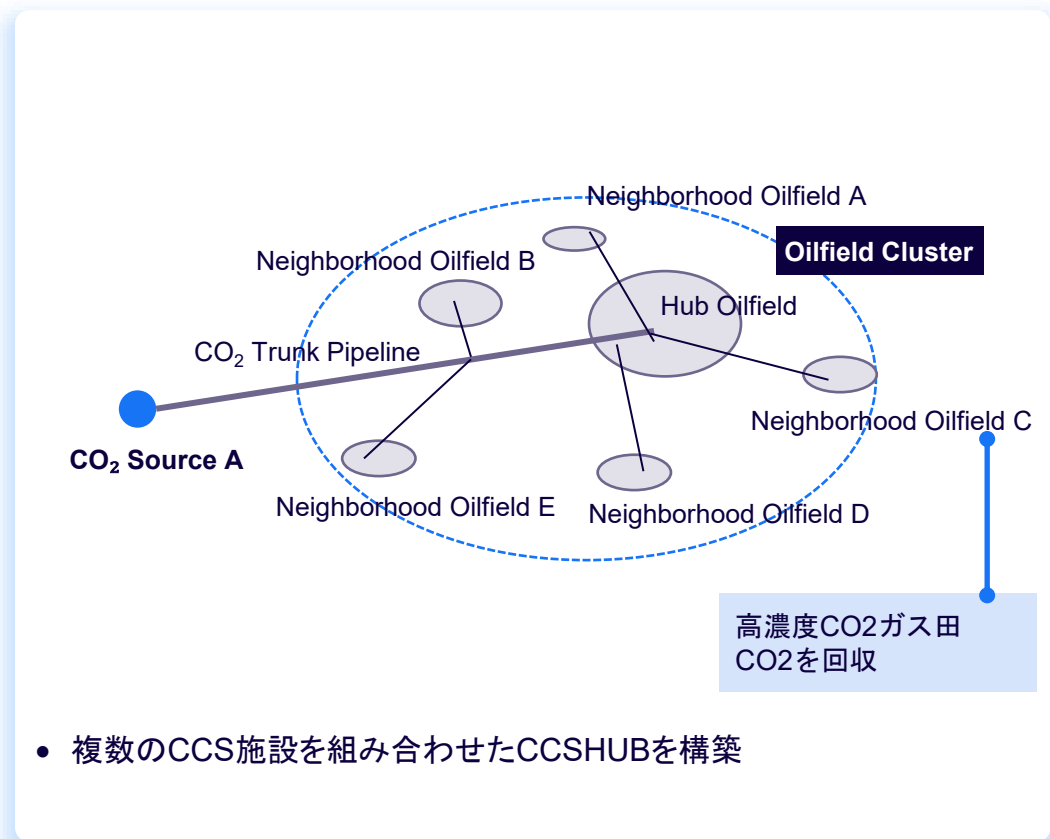 Neighborhood Oilfield A
Oilfield Cluster
Neighborhood Oilfield B
Hub Oilfield
CO₂ Trunk Pipeline
Neighborhood Oilfield C
CO₂ Source A
Neighborhood Oilfield E
Neighborhood Oilfield D
高濃度CO2ガス田
CO2を回収
• 複数のCCS施設を組み合わせたCCSHUBを構築